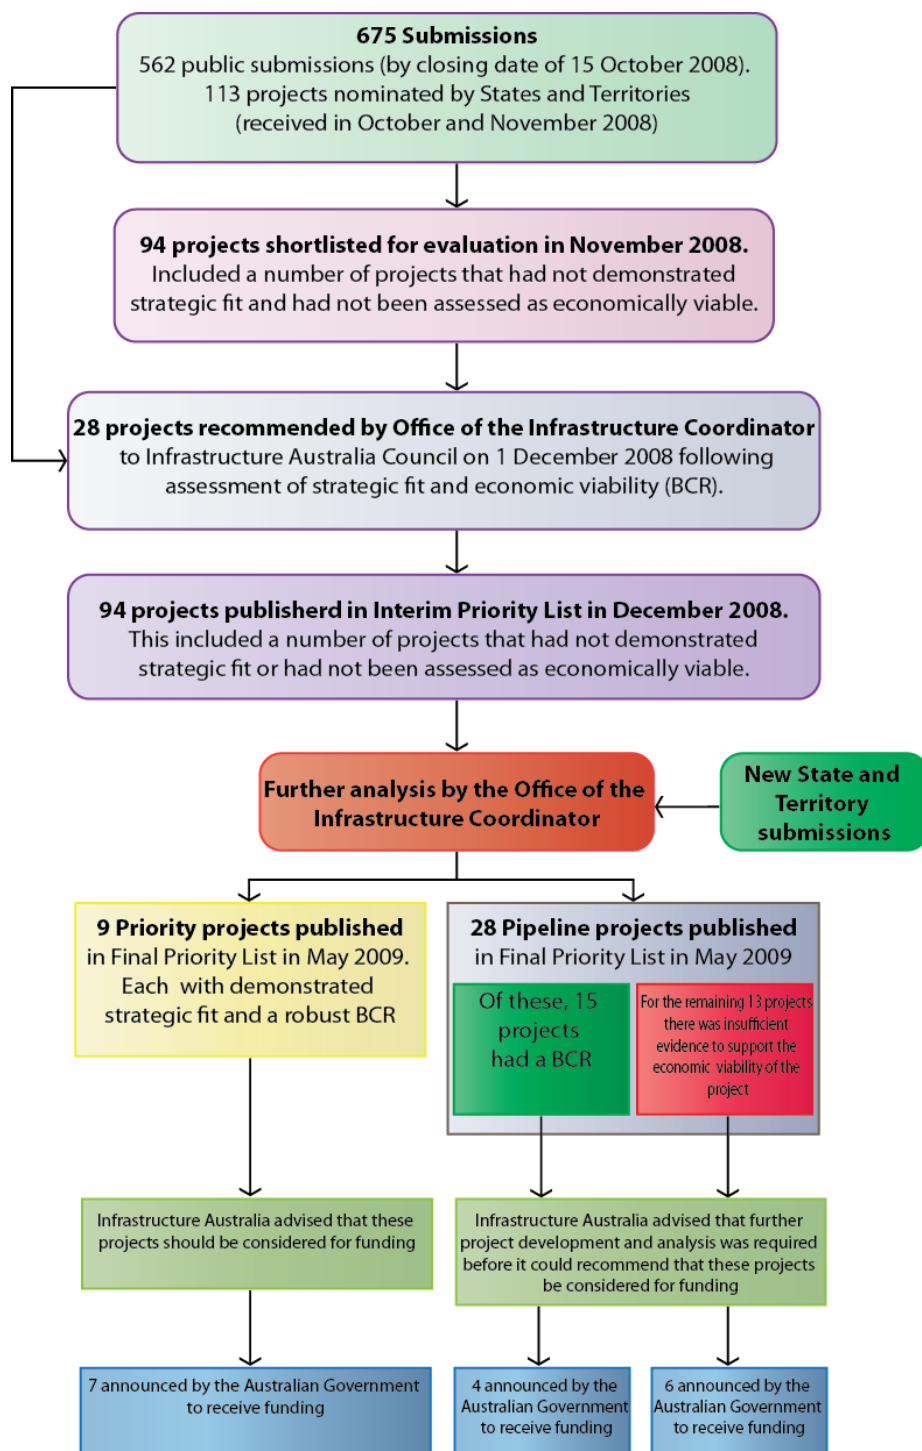 675 Submissions
562 public submissions (by closing date of 15 October 2008).
113 projects nominated by States and Territories
(received in October and November 2008)
94 projects shortlisted for evaluation in November 2008.
Included a number of projects that had not demonstrated
strategic fit and had not been assessed as economically viable.
28 projects recommended by Office of the Infrastructure Coordinator
to Infrastructure Australia Council on 1 December 2008 following
assessment of strategic fit and economic viability (BCR).
94 projects publisherd in Interim Priority List in December 2008.
This included a number of projects that had not demonstrated
strategic fit or had not been assessed as economically viable.
Further analysis by the Office of the
Infrastructure Coordinator
New State and
Territory
submissions
9 Priority projects published
in Final Priority List in May 2009.
Each with demonstrated
strategic fit and a robust BCR
28 Pipeline projects published
in Final Priority List in May 2009
Of these, 15
projects
had a BCR
For the remaining 13 projects
there was insufficient
evidence to support the
economic viability of the
project
Infrastructure Australia advised that these
projects should be considered for funding
Infrastructure Australia advised that further
project development and analysis was required
before it could recommend that these projects
be considered for funding
7 announced by the Australian Government
to receive funding
4 announced by the
Australian Government
to receive funding
6 announced by the
Australian Government
to receive funding